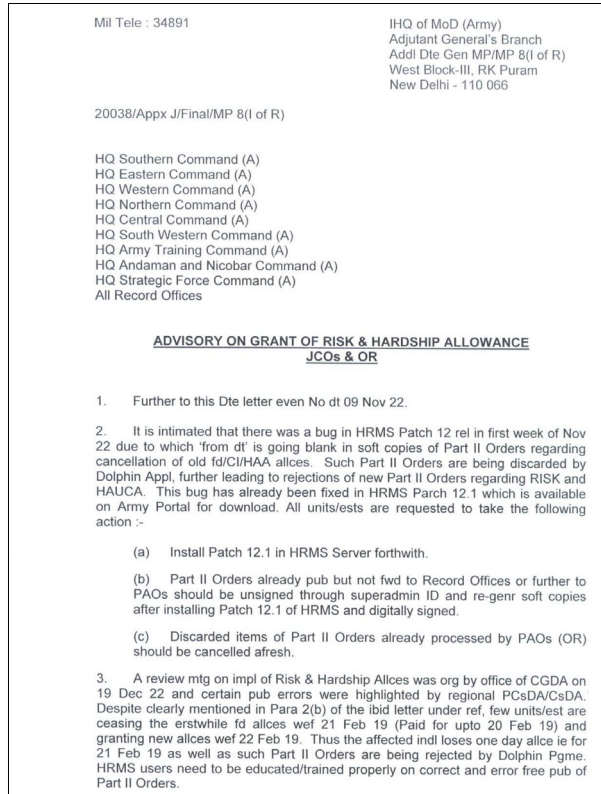 Mil Tele : 34891
IHQ of MoD (Army)
Adjutant General's Branch
Addl Dte Gen MP/MP 8(I of R)
West Block-III, RK Puram
New Delhi - 110 066
20038/Appx J/Final/MP 8(I of R)
HQ Southern Command (A)
HQ Eastern Command (A)
HQ Western Command (A)
HQ Northern Command (A)
HQ Central Command (A)
HQ South Western Command (A)
HQ Army Training Command (A)
HQ Andaman and Nicobar Command (A)
HQ Strategic Force Command (A)
All Record Offices
ADVISORY ON GRANT OF RISK & HARDSHIP ALLOWANCE
JCOs & OR
1. Further to this Dte letter even No dt 09 Nov 22.
2. It is intimated that there was a bug in HRMS Patch 12 rel in first week of Nov
22 due to which 'from dt' is going blank in soft copies of Part II Orders regarding
cancellation of old fd/CI/HAA allces. Such Part II Orders are being discarded by
Dolphin Appl, further leading to rejections of new Part II Orders regarding RISK and
HAUCA. This bug has already been fixed in HRMS Parch 12.1 which is available
on Army Portal for download. All units/ests are requested to take the following
action :-
(a) Install Patch 12.1 in HRMS Server forthwith.
(b) Part II Orders already pub but not fwd to Record Offices or further to
PAOs should be unsigned through superadmin ID and re-genr soft copies
after installing Patch 12.1 of HRMS and digitally signed.
(c) Discarded items of Part II Orders already processed by PAOs (OR)
should be cancelled afresh.
3. A review mtg on impl of Risk & Hardship Allces was org by office of CGDA on
19 Dec 22 and certain pub errors were highlighted by regional PCsDA/CsDA.
Despite clearly mentioned in Para 2(b) of the ibid letter under ref, few units/est are
ceasing the erstwhile fd allces wef 21 Feb 19 (Paid for upto 20 Feb 19) and
granting new allces wef 22 Feb 19. Thus the affected indl loses one day allce ie for
21 Feb 19 as well as such Part II Orders are being rejected by Dolphin Pgme.
HRMS users need to be educated/trained properly on correct and error free pub of
Part II Orders.